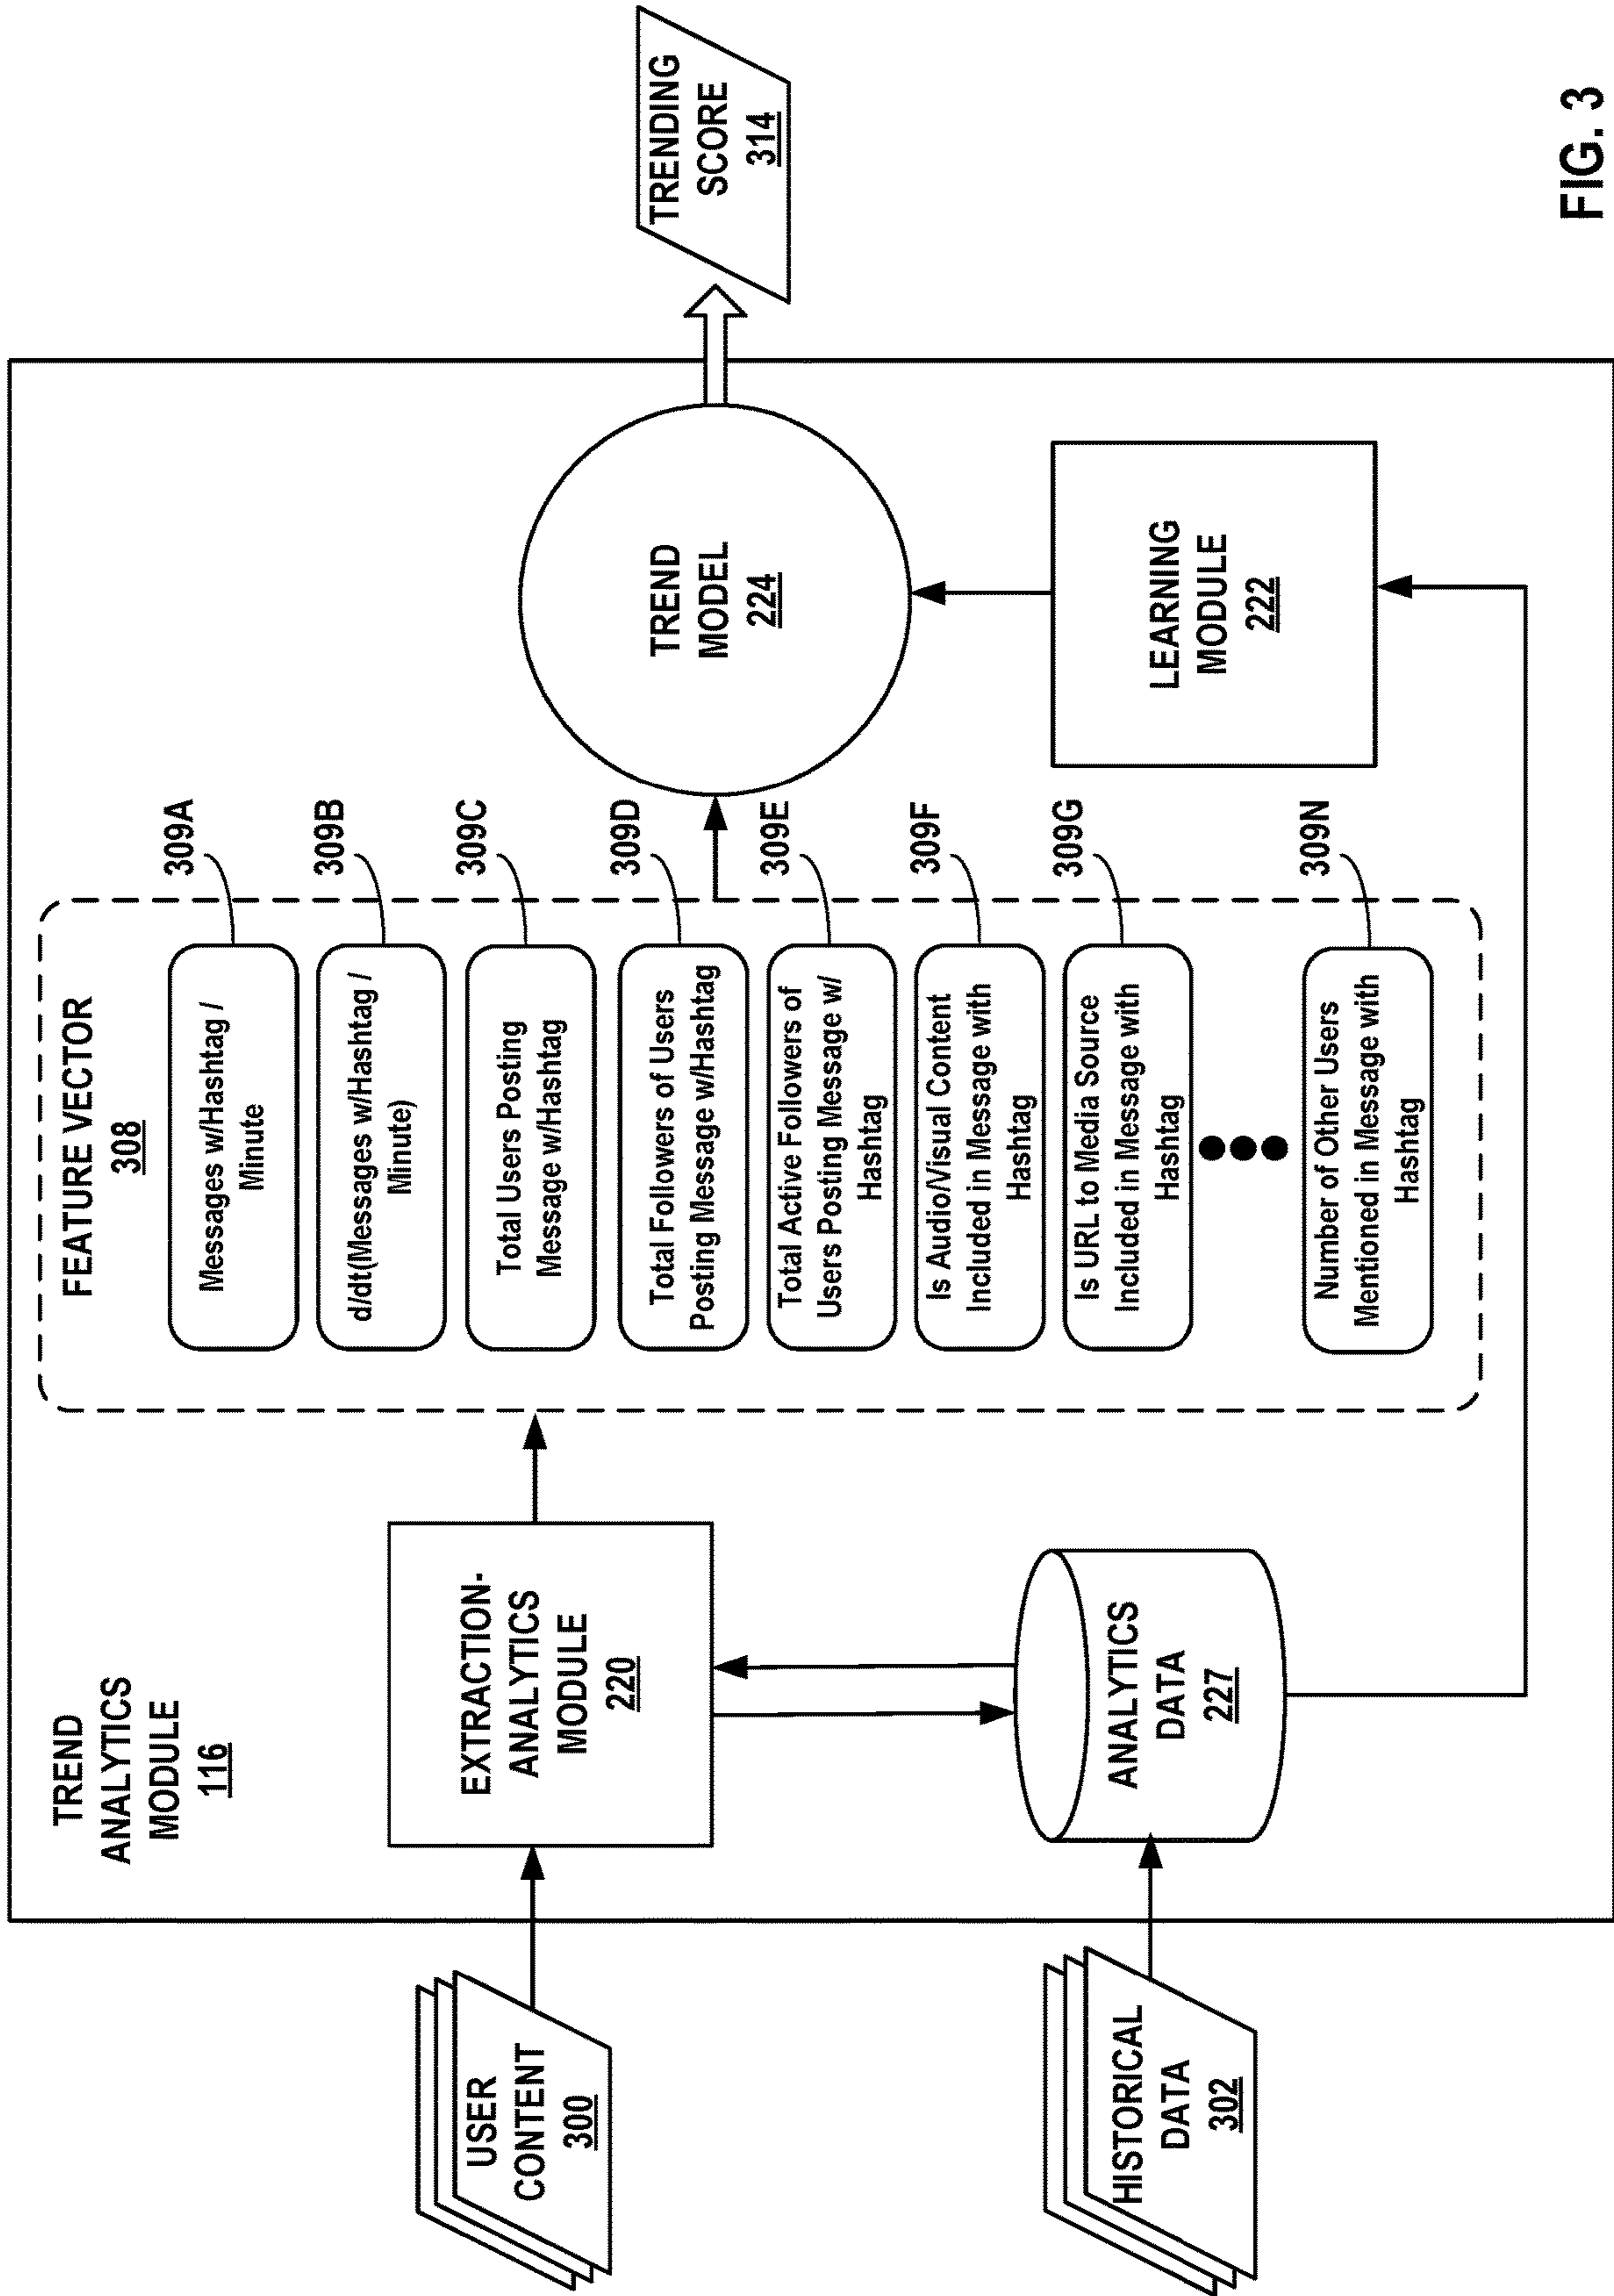 TREND
ANALYTICS
MODULE
116
USER
CONTENT
300
HISTORICAL
DATA
302
EXTRACTION-
ANALYTICS
MODULE
220
ANALYTICS
DATA
227
FEATURE VECTOR
308
Messages w/Hashtag /
Minute
309A
d/dt(Messages w/Hashtag /
Minute)
309B
Total Users Posting
Message w/Hashtag
309C
Total Followers of Users
Posting Message w/Hashtag
309D
Total Active Followers of
Users Posting Message w/
Hashtag
309E
Is Audio/Visual Content
Included in Message with
Hashtag
309F
Is URL to Media Source
Included in Message with
Hashtag
309G
Number of Other Users
Mentioned in Message with
Hashtag
309N
TREND
MODEL
224
LEARNING
MODULE
222
TRENDING
SCORE
314
FIG. 3